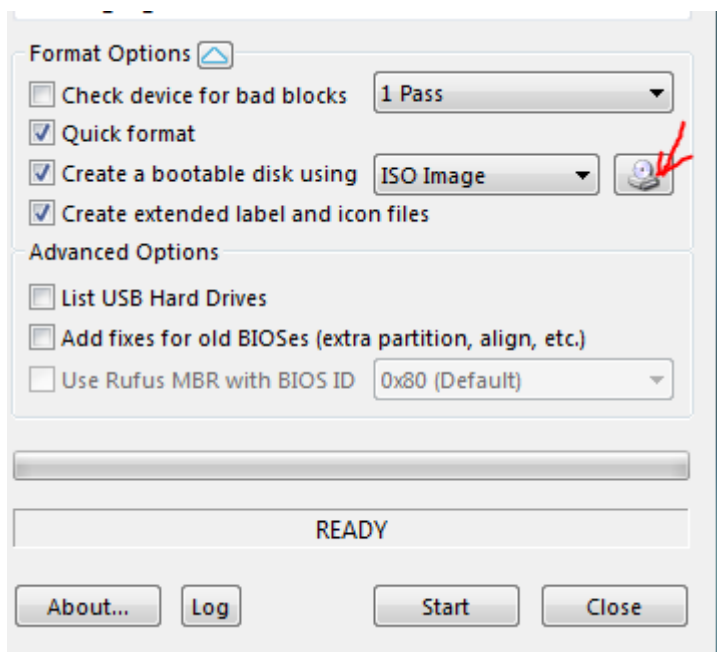 Format Options
Check device for bad blocks 1 Pass
Quick format
Create a bootable disk using ISO Image
Create extended label and icon files
Advanced Options
List USB Hard Drives
Add fixes for old BIOSes (extra partition, align, etc.)
Use Rufus MBR with BIOS ID 0x80 (Default)
READY
About... Log Start Close